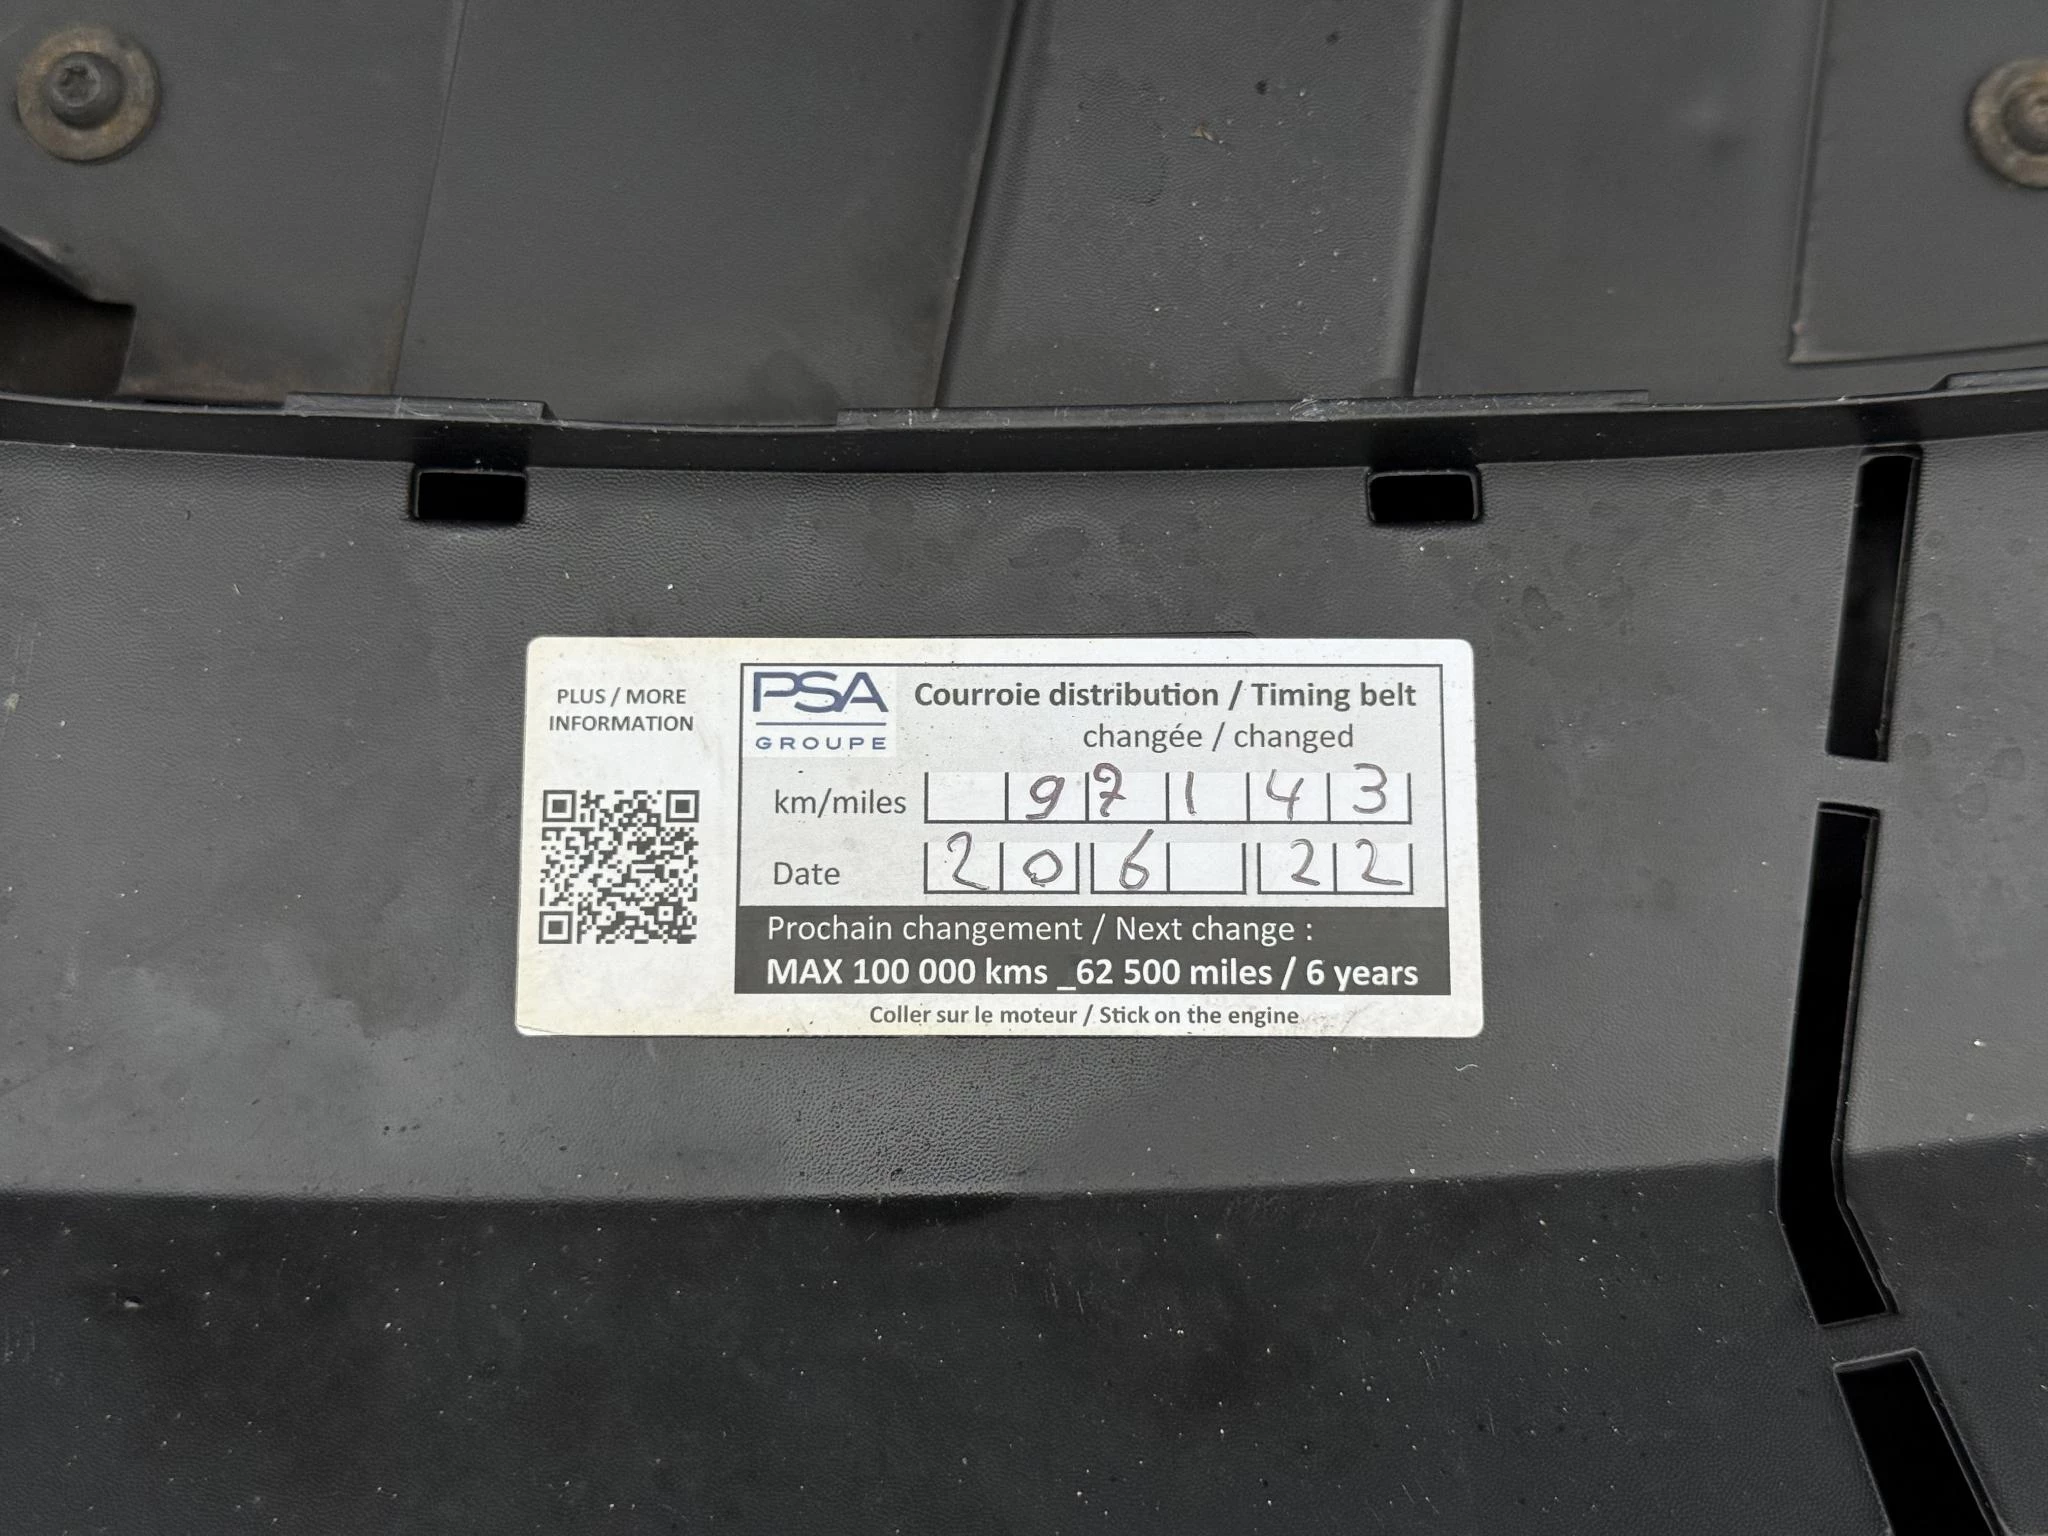 PLUS / MORE
INFORMATION
PSA
GROUPE
Courroie distribution / Timing belt
changée / changed
km/miles 97143
Date 20 6 22
Prochain changement / Next change :
MAX 100 000 kms _62 500 miles / 6 years
Coller sur le moteur / Stick on the engine